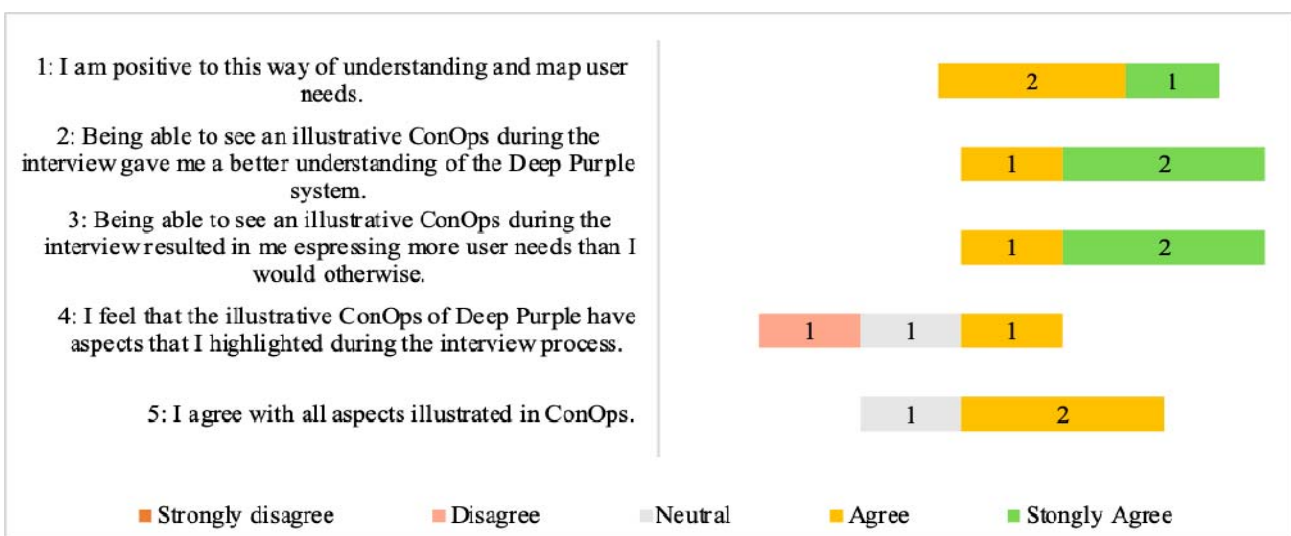 1: I am positive to this way of understanding and map user
needs.
2 1
2: Being able to see an illustrative ConOps during the
interview gave me a better understanding of the Deep Purple
system.
1 2
3: Being able to see an illustrative ConOps during the
interview resulted in me espressing more user needs than I
would otherwise.
1 2
4: I feel that the illustrative ConOps of Deep Purple have
aspects that I highlighted during the interview process.
1 1 1
5: I agree with all aspects illustrated in ConOps.
1 2
Strongly disagree Disagree Neutral Agree Stongly Agree